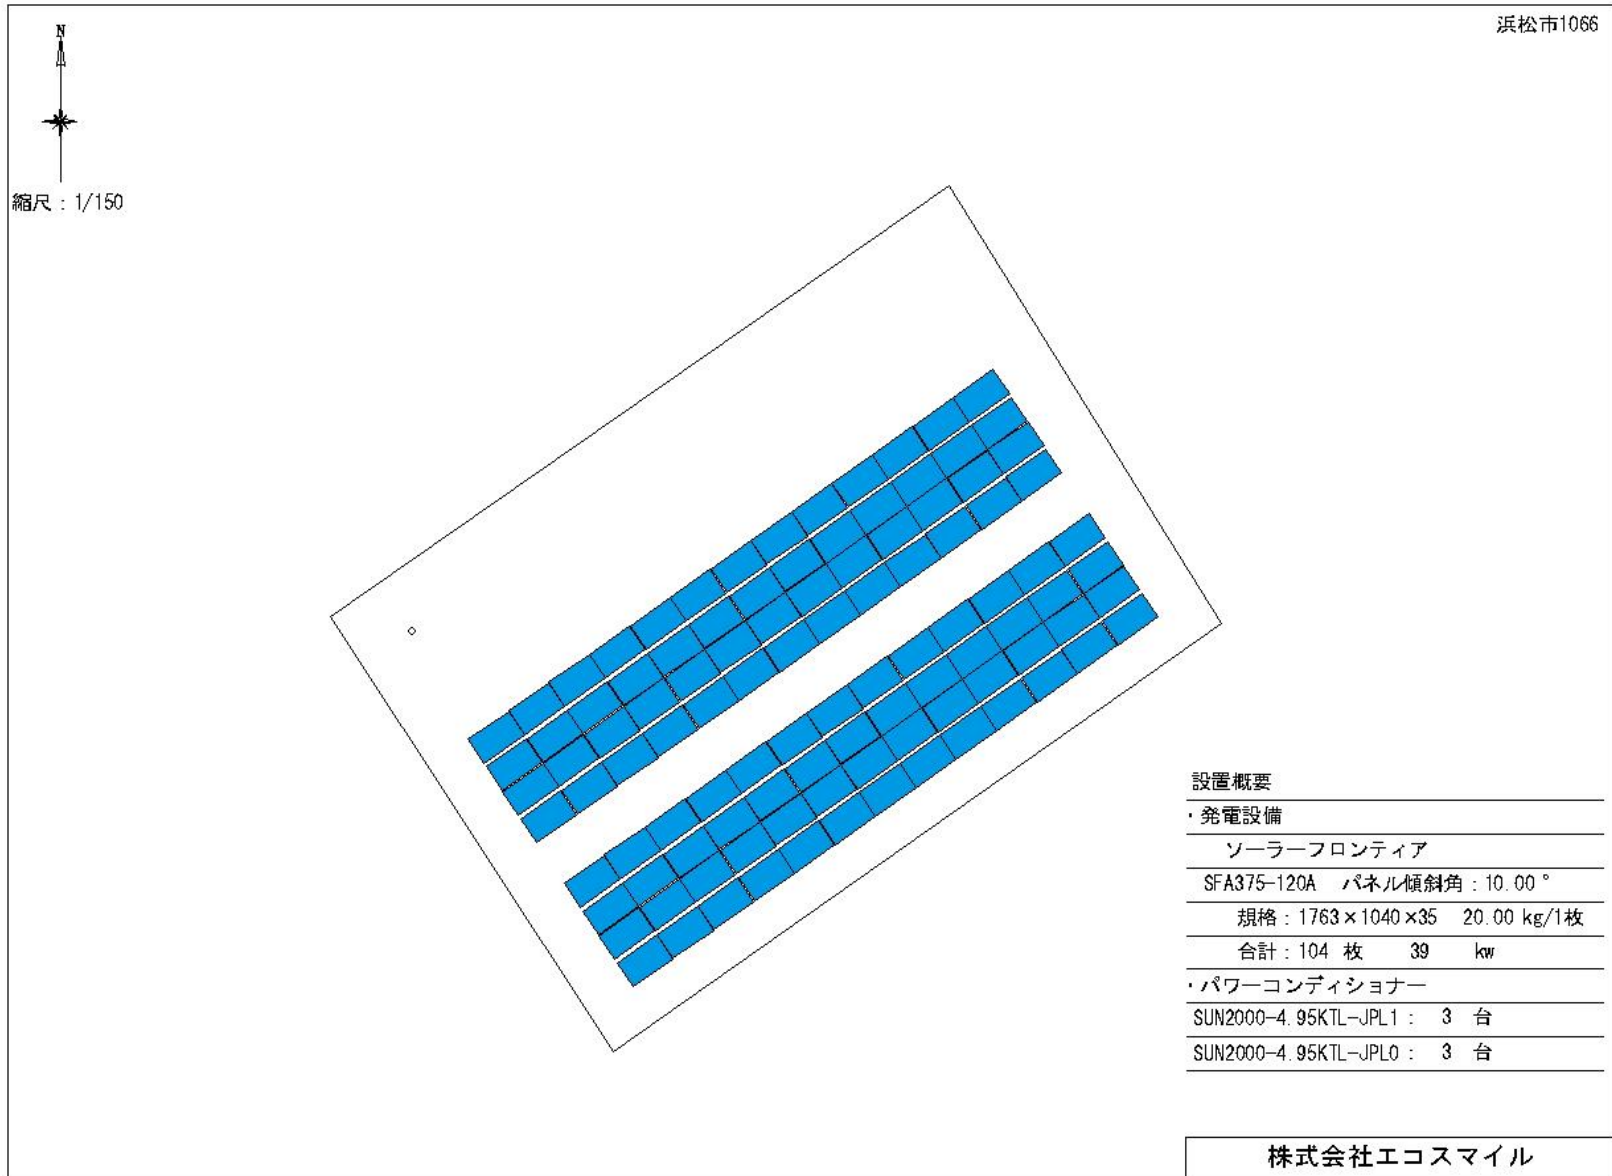 浜松市1066
N
縮尺：1/150
設置概要
・発電設備
ソーラーフロンティア
SFA375-120A パネル傾斜角：10.00°
規格：1763×1040×35 20.00 kg/1枚
合計：104 枚 39 kw
・パワーコンディショナー
SUN2000-4.95KTL-JPL1： 3 台
SUN2000-4.95KTL-JPL0： 3 台
株式会社エコスマイル